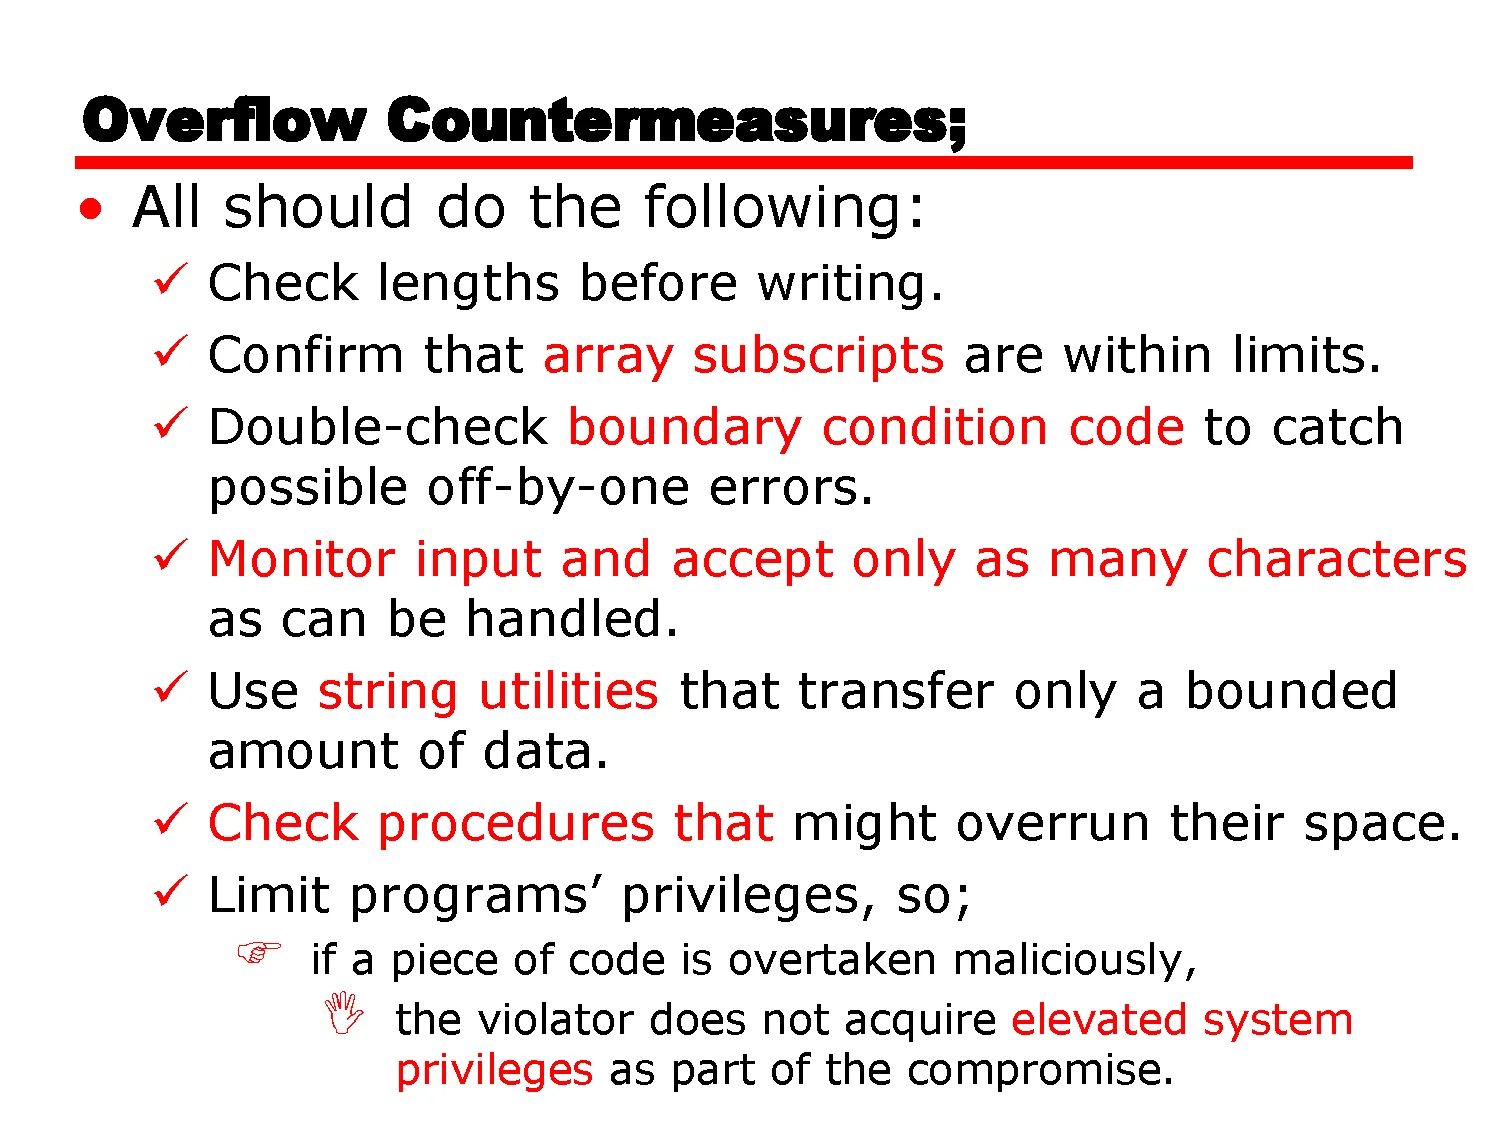 Overflow Countermeasures;
• All should do the following:
✓ Check lengths before writing.
✓ Confirm that array subscripts are within limits.
✓ Double-check boundary condition code to catch
possible off-by-one errors.
✓ Monitor input and accept only as many characters
as can be handled.
✓ Use string utilities that transfer only a bounded
amount of data.
✓ Check procedures that might overrun their space.
✓ Limit programs’ privileges, so;
☞ if a piece of code is overtaken maliciously,
🖐 the violator does not acquire elevated system
privileges as part of the compromise.